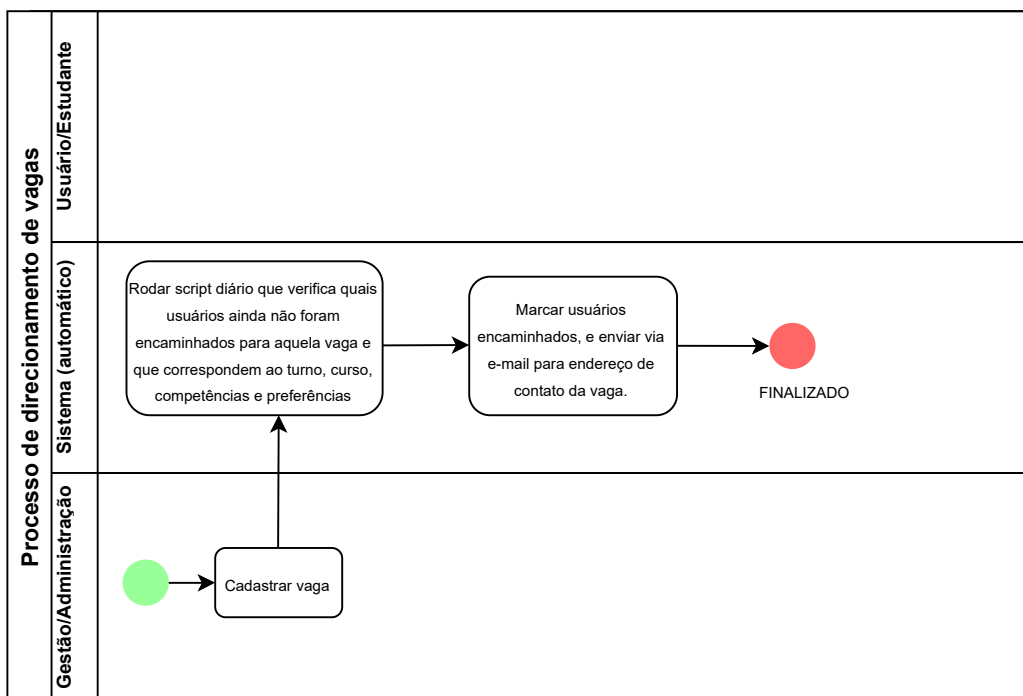 Processo de direcionamento de vagas
Usuário/Estudante
Sistema (automático)
Rodar script diário que verifica quais
usuários ainda não foram
encaminhados para aquela vaga e
que correspondem ao turno, curso,
competências e preferências
Marcar usuários
encaminhados, e enviar via
e-mail para endereço de
contato da vaga.
FINALIZADO
Gestão/Administração
Cadastrar vaga